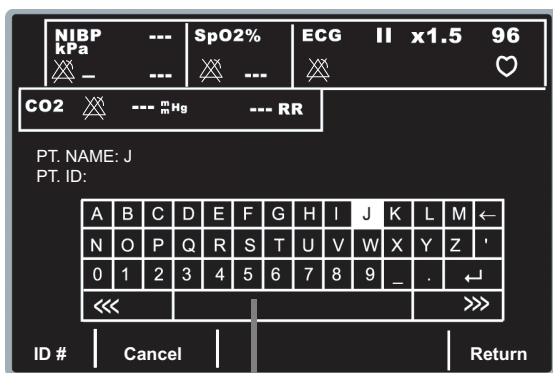 NIBP --- SpO2% ECG II x1.5 96
kPa
– --- ---
CO2 --- mmHg --- RR
PT. NAME: J
PT. ID:
A B C D E F G H I J K L M ←
N O P Q R S T U V W X Y Z '
0 1 2 3 4 5 6 7 8 9 _ . ↵
<<< >>>
ID # Cancel Return